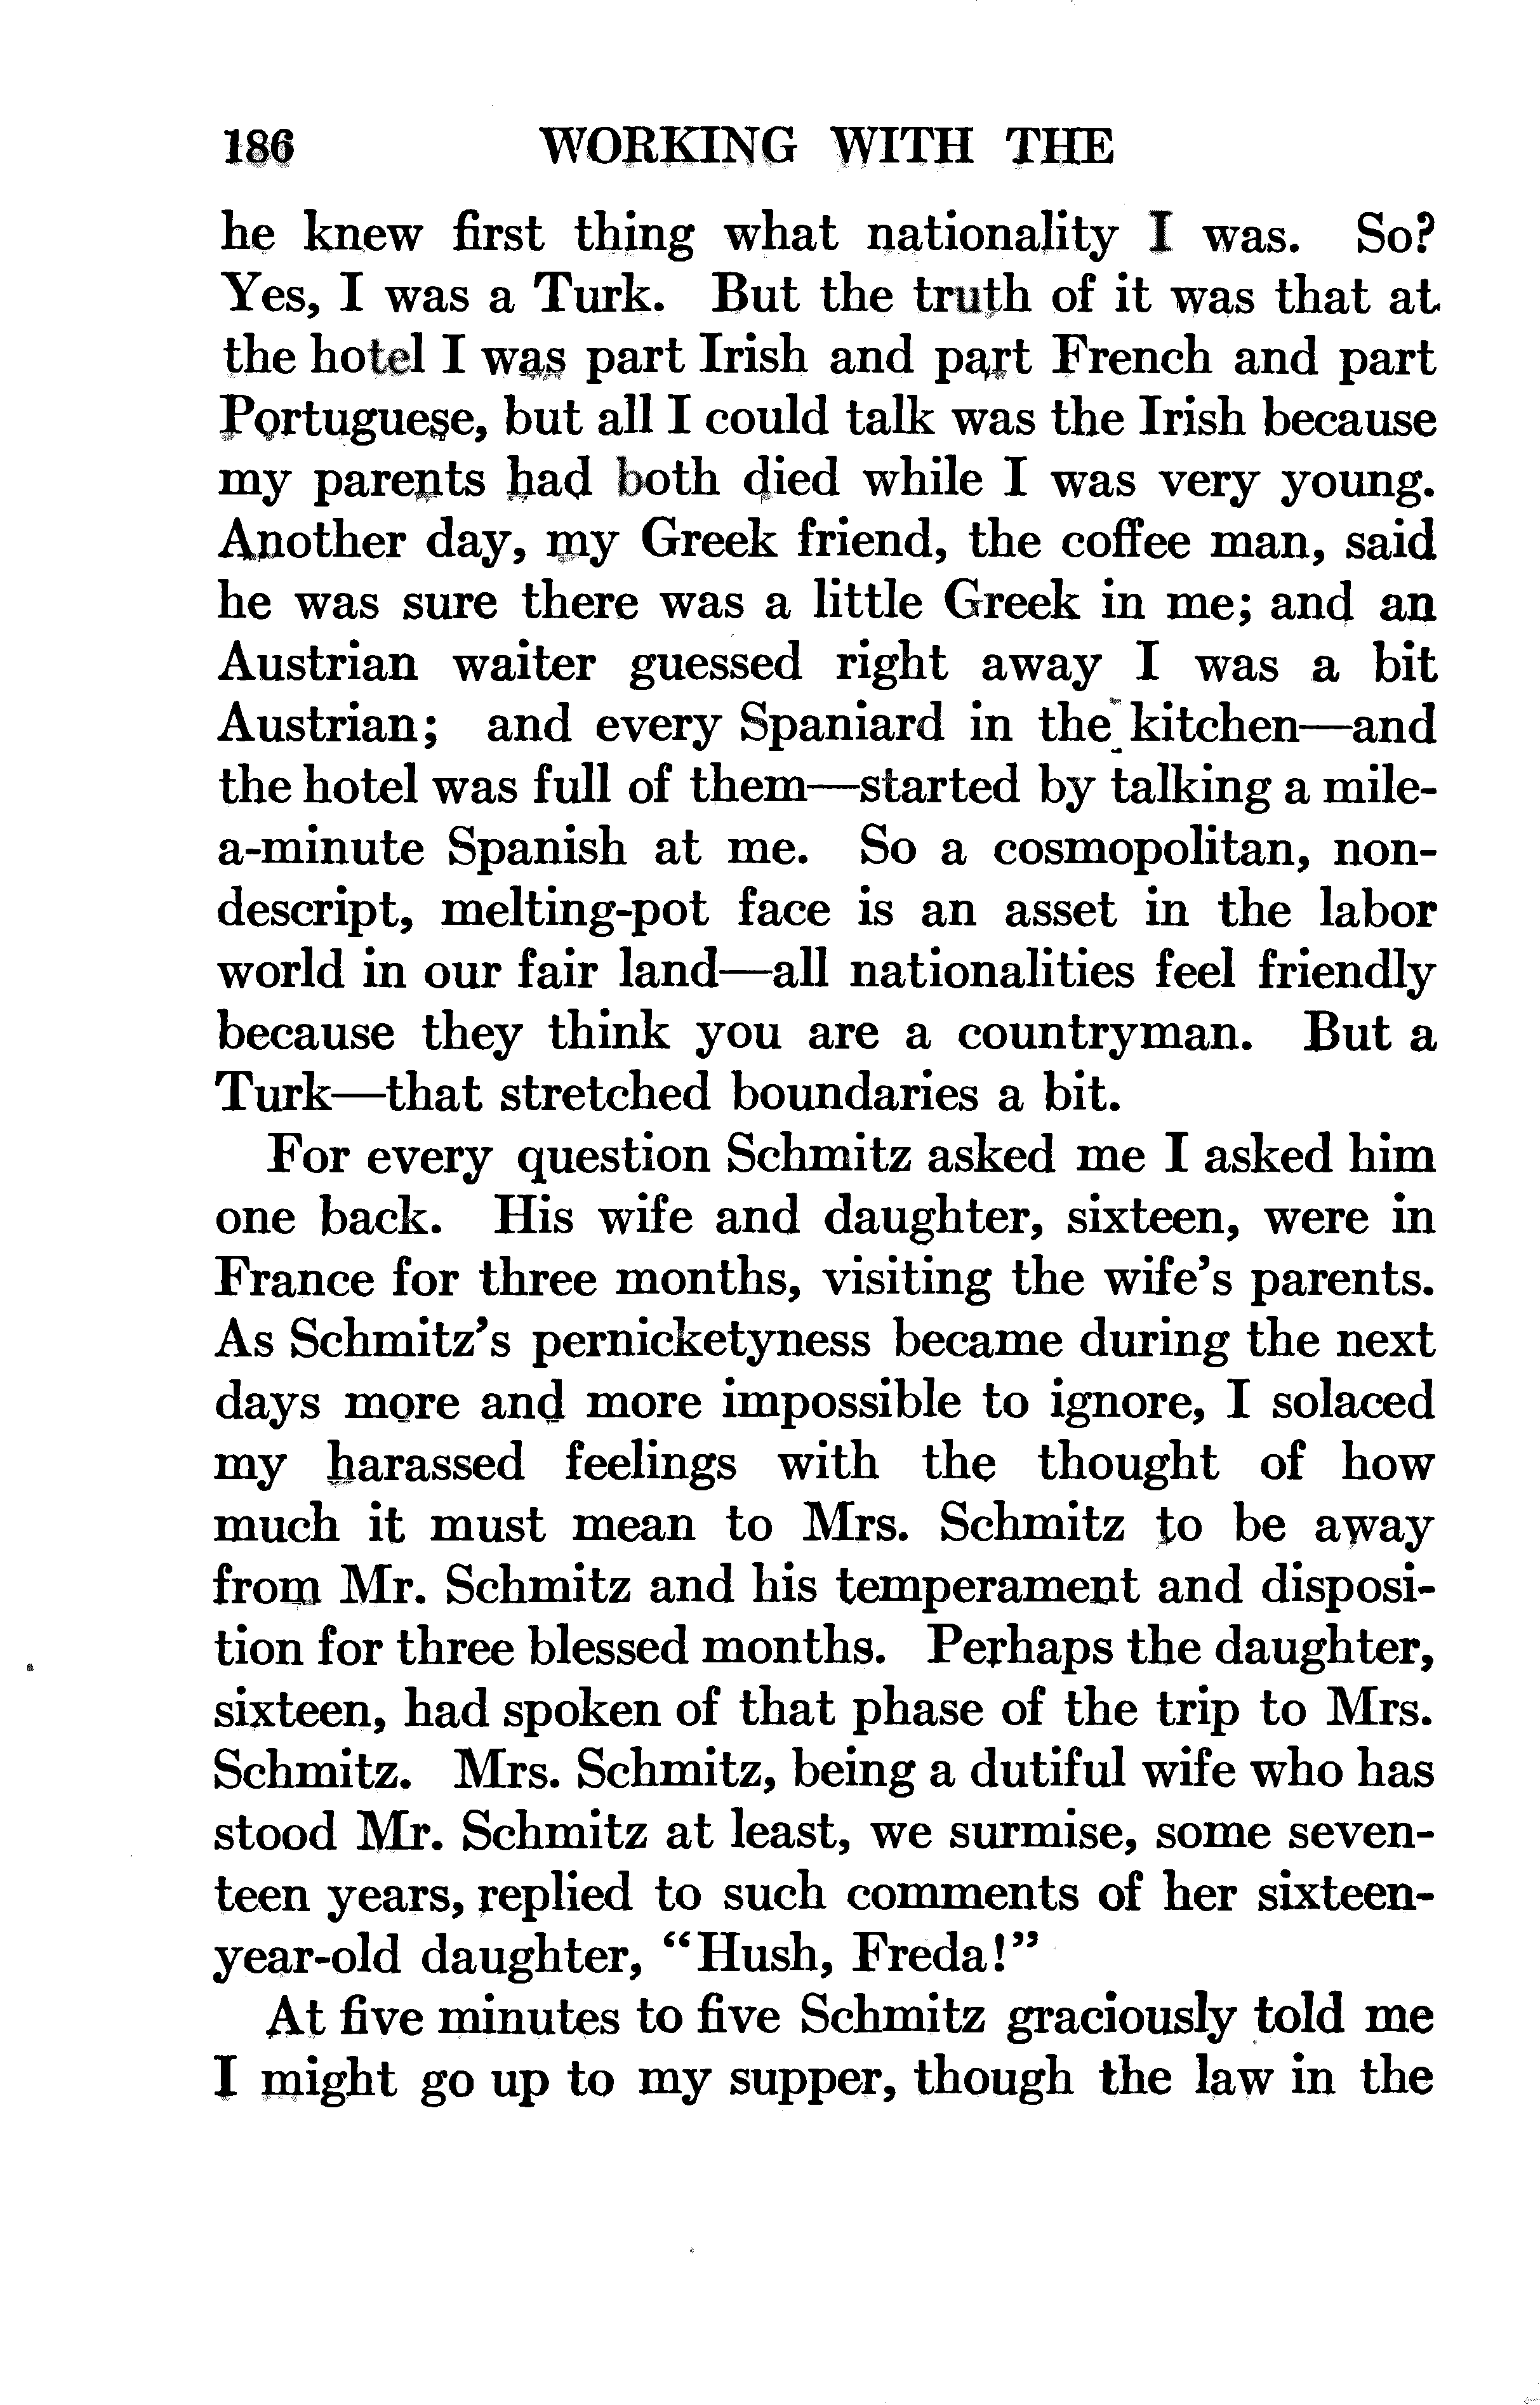 186 WORKING WITH THE
he knew first thing what nationality I was. So?
Yes, I was a Turk. But the truth of it was that at
the hotel I was part Irish and part French and part
Portuguese, but all I could talk was the Irish because
my parents had both died while I was very young.
Another day, my Greek friend, the coffee man, said
he was sure there was a little Greek in me; and an
Austrian waiter guessed right away I was a bit
Austrian; and every Spaniard in the kitchen—and
the hotel was full of them—started by talking a mile-
a-minute Spanish at me. So a cosmopolitan, non-
descript, melting-pot face is an asset in the labor
world in our fair land—all nationalities feel friendly
because they think you are a countryman. But a
Turk—that stretched boundaries a bit.
For every question Schmitz asked me I asked him
one back. His wife and daughter, sixteen, were in
France for three months, visiting the wife's parents.
As Schmitz's pernicketyness became during the next
days more and more impossible to ignore, I solaced
my harassed feelings with the thought of how
much it must mean to Mrs. Schmitz to be away
from Mr. Schmitz and his temperament and disposi-
tion for three blessed months. Perhaps the daughter,
sixteen, had spoken of that phase of the trip to Mrs.
Schmitz. Mrs. Schmitz, being a dutiful wife who has
stood Mr. Schmitz at least, we surmise, some seven-
teen years, replied to such comments of her sixteen-
year-old daughter, "Hush, Freda!"
At five minutes to five Schmitz graciously told me
I might go up to my supper, though the law in the